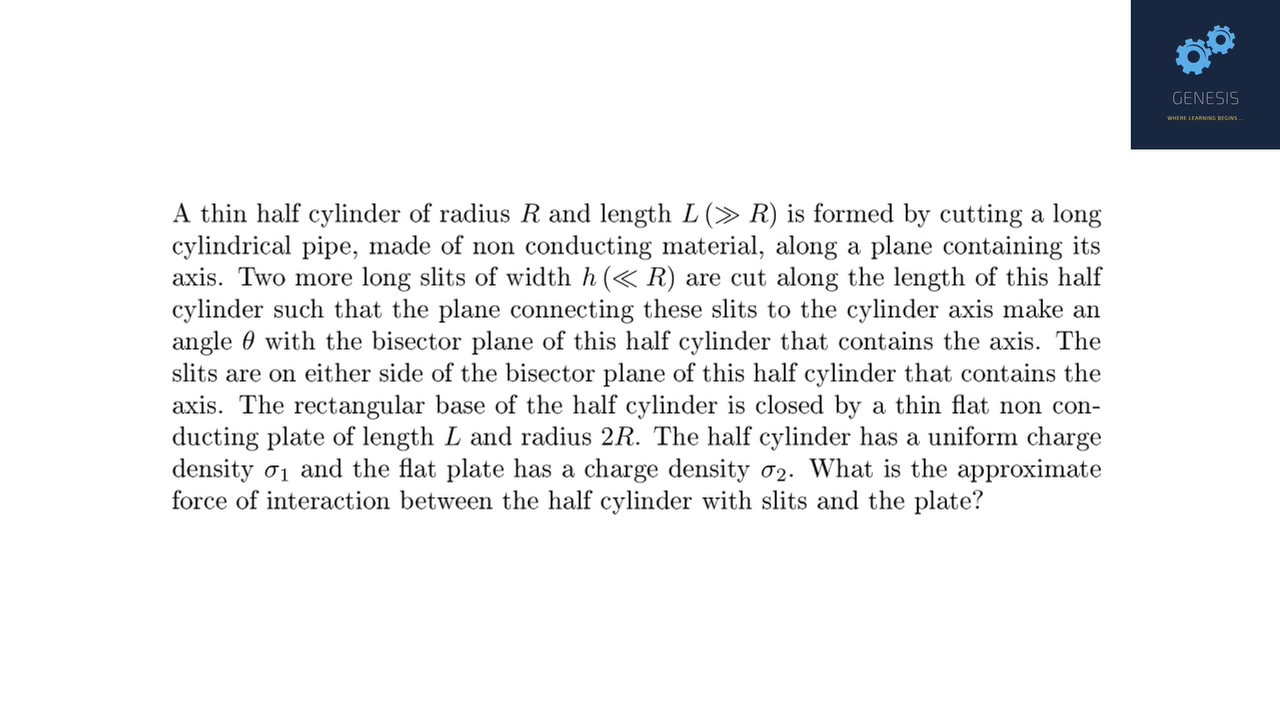 GENESIS
WHERE LEARNING BEGINS ...
A thin half cylinder of radius R and length L (≫ R) is formed by cutting a long
cylindrical pipe, made of non conducting material, along a plane containing its
axis. Two more long slits of width h (≪ R) are cut along the length of this half
cylinder such that the plane connecting these slits to the cylinder axis make an
angle θ with the bisector plane of this half cylinder that contains the axis. The
slits are on either side of the bisector plane of this half cylinder that contains the
axis. The rectangular base of the half cylinder is closed by a thin flat non con-
ducting plate of length L and radius 2R. The half cylinder has a uniform charge
density σ₁ and the flat plate has a charge density σ₂. What is the approximate
force of interaction between the half cylinder with slits and the plate?